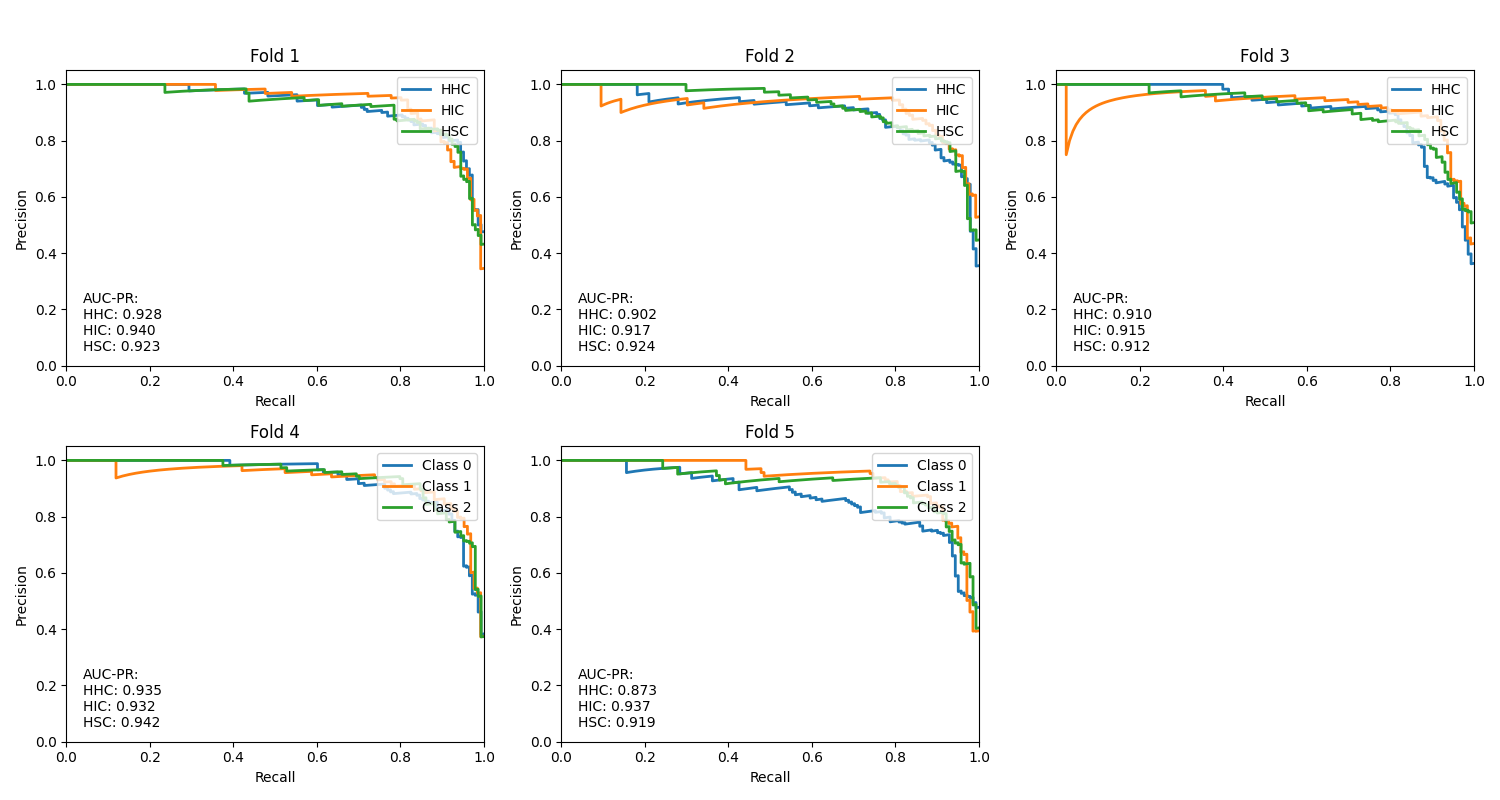 Fold 1
1.0
0.8
0.6
0.4
0.2
0.0
Precision
HHC
HIC
HSC
AUC-PR:
HHC: 0.928
HIC: 0.940
HSC: 0.923
0.0 0.2 0.4 0.6 0.8 1.0
Recall
Fold 2
1.0
0.8
0.6
0.4
0.2
0.0
Precision
HHC
HIC
HSC
AUC-PR:
HHC: 0.902
HIC: 0.917
HSC: 0.924
0.0 0.2 0.4 0.6 0.8 1.0
Recall
Fold 3
1.0
0.8
0.6
0.4
0.2
0.0
Precision
HHC
HIC
HSC
AUC-PR:
HHC: 0.910
HIC: 0.915
HSC: 0.912
0.0 0.2 0.4 0.6 0.8 1.0
Recall
Fold 4
1.0
0.8
0.6
0.4
0.2
0.0
Precision
Class 0
Class 1
Class 2
AUC-PR:
HHC: 0.935
HIC: 0.932
HSC: 0.942
0.0 0.2 0.4 0.6 0.8 1.0
Recall
Fold 5
1.0
0.8
0.6
0.4
0.2
0.0
Precision
Class 0
Class 1
Class 2
AUC-PR:
HHC: 0.873
HIC: 0.937
HSC: 0.919
0.0 0.2 0.4 0.6 0.8 1.0
Recall